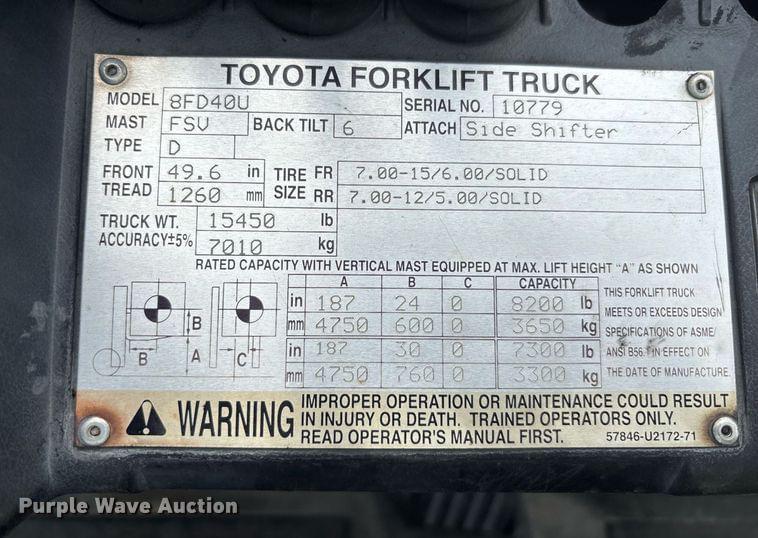 TOYOTA FORKLIFT TRUCK
MODEL 8FD40U SERIAL NO. 10779
MAST FSV BACK TILT 6 ATTACH Side Shifter
TYPE D
FRONT TREAD 49.6 in TIRE SIZE FR 7.00-15/6.00/SOLID
1260 mm RR 7.00-12/5.00/SOLID
TRUCK WT. 15450 lb
ACCURACY±5% 7010 kg
RATED CAPACITY WITH VERTICAL MAST EQUIPPED AT MAX. LIFT HEIGHT "A" AS SHOWN
A B C CAPACITY
in 187 24 0 8200 lb
mm 4750 600 0 3650 kg
in 187 30 0 7300 lb
mm 4750 760 0 3300 kg
B
B
A
C
THIS FORKLIFT TRUCK
MEETS OR EXCEEDS DESIGN
SPECIFICATIONS OF ASME/
ANSI B56.1 IN EFFECT ON
THE DATE OF MANUFACTURE.
WARNING
IMPROPER OPERATION OR MAINTENANCE COULD RESULT
IN INJURY OR DEATH. TRAINED OPERATORS ONLY.
READ OPERATOR'S MANUAL FIRST. 57846-U2172-71
Purple Wave Auction